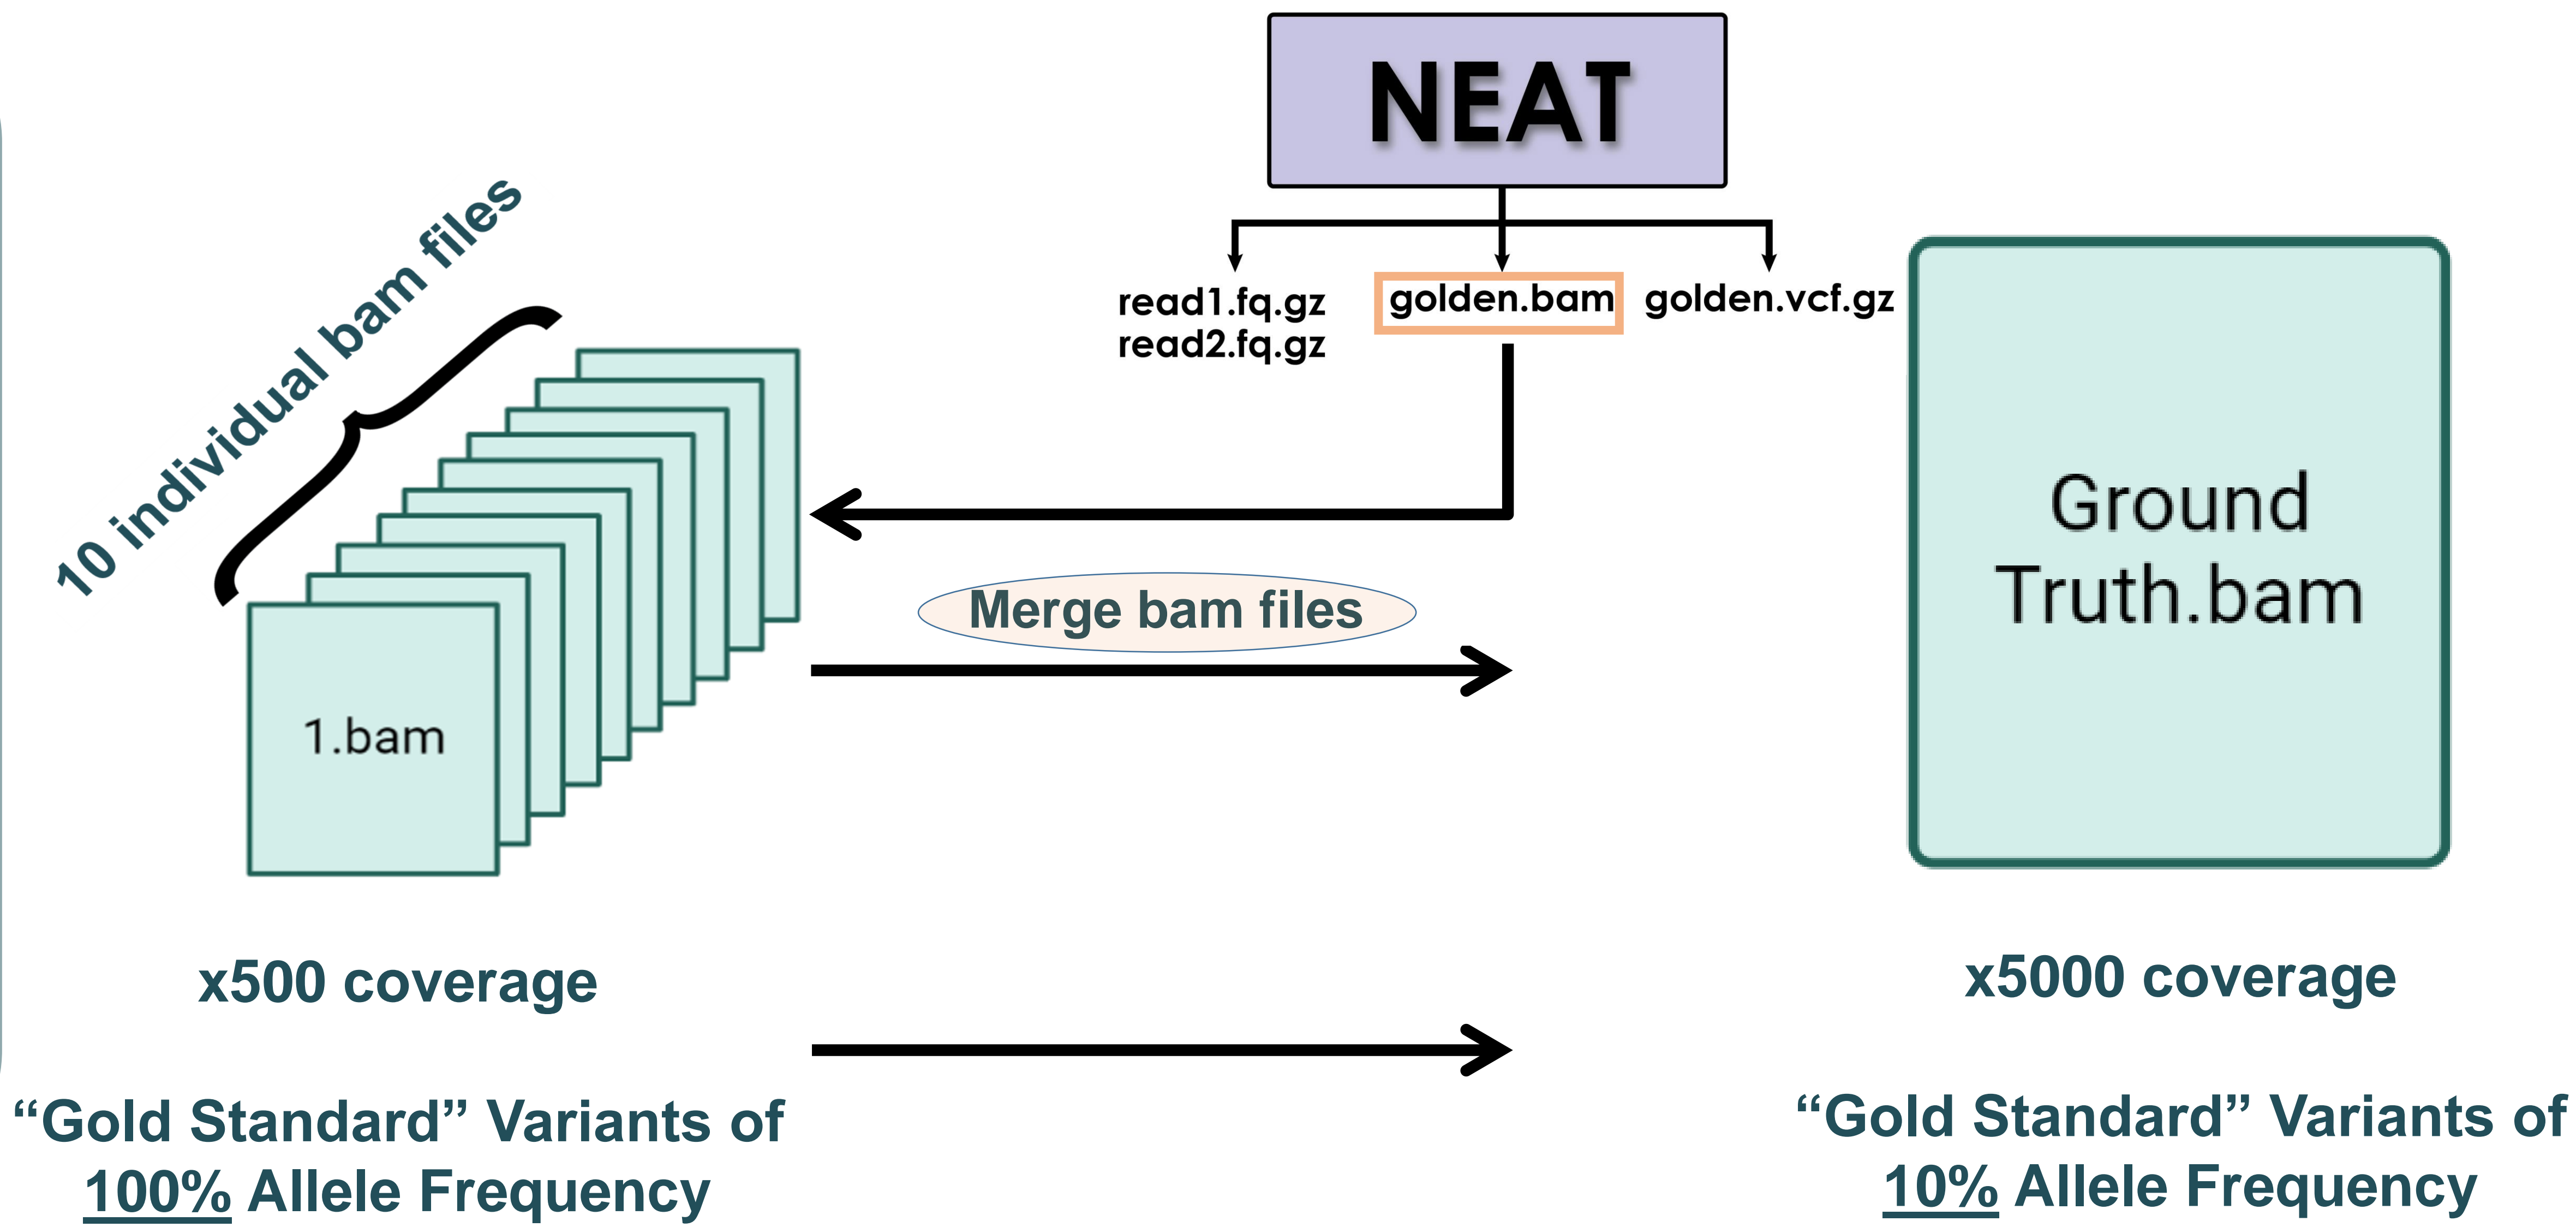 NEAT
read1.fq.gz
read2.fq.gz
golden.bam
golden.vcf.gz
10 individual bam files
1.bam
Merge bam files
Ground
Truth.bam
x500 coverage
x5000 coverage
“Gold Standard” Variants of
100% Allele Frequency
“Gold Standard” Variants of
10% Allele Frequency